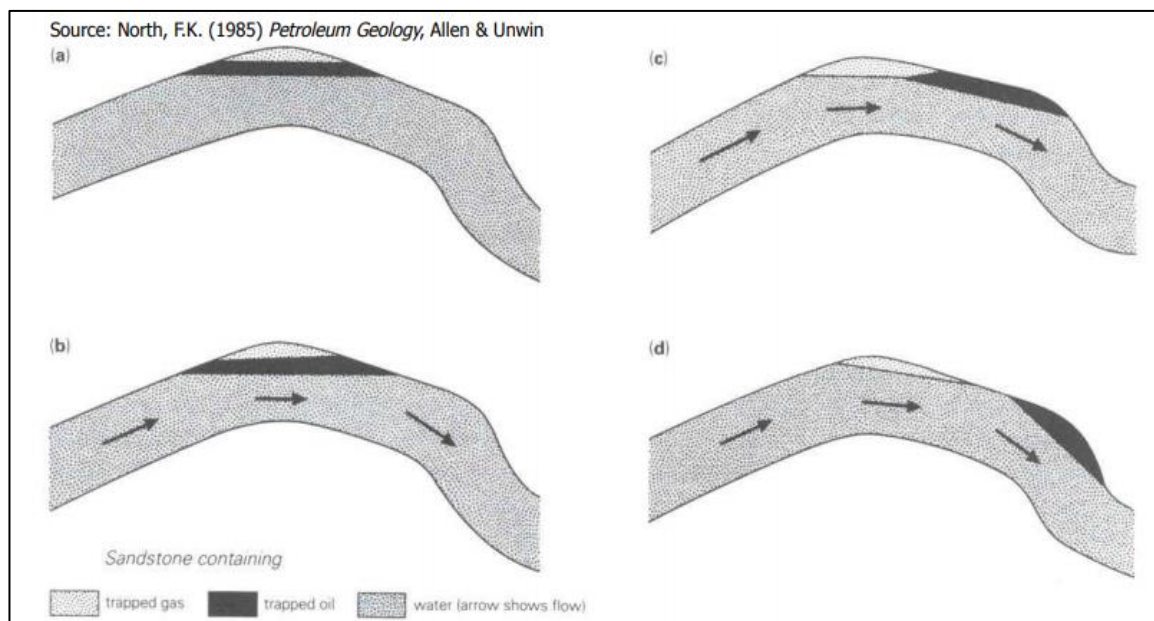 Source: North, F.K. (1985) Petroleum Geology, Allen & Unwin
(a)
(c)
(b)
(d)
Sandstone containing
trapped gas trapped oil water (arrow shows flow)